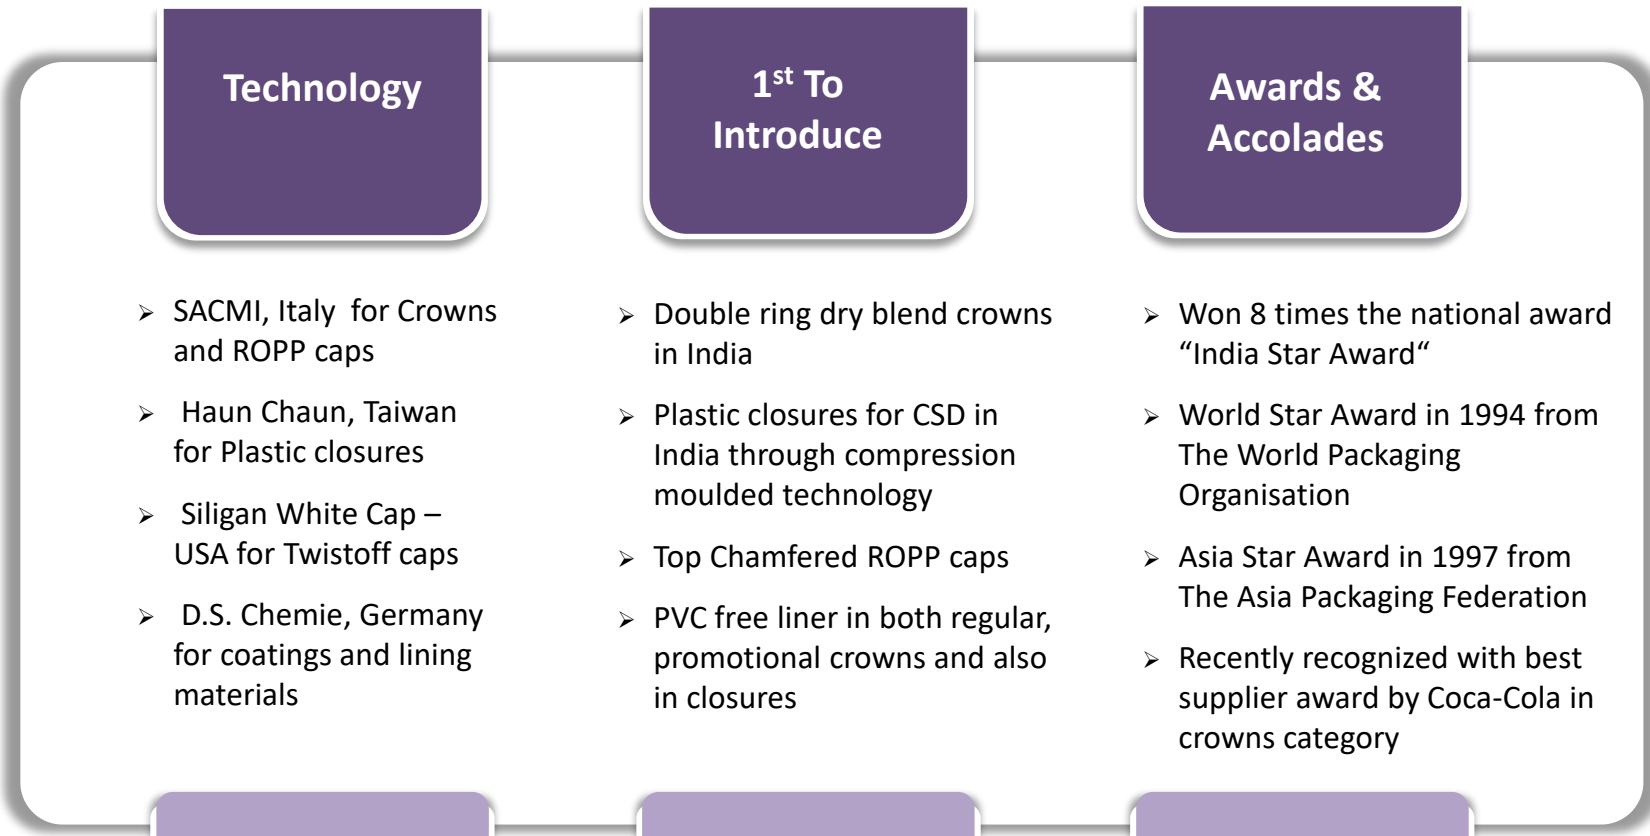 Technology
SACMI, Italy for Crowns
and ROPP caps
Haun Chaun, Taiwan
for Plastic closures
Siligan White Cap –
USA for Twistoff caps
D.S. Chemie, Germany
for coatings and lining
materials
1st To
Introduce
Double ring dry blend crowns
in India
Plastic closures for CSD in
India through compression
moulded technology
Top Chamfered ROPP caps
PVC free liner in both regular,
promotional crowns and also
in closures
Awards &
Accolades
Won 8 times the national award
“India Star Award“
World Star Award in 1994 from
The World Packaging
Organisation
Asia Star Award in 1997 from
The Asia Packaging Federation
Recently recognized with best
supplier award by Coca-Cola in
crowns category